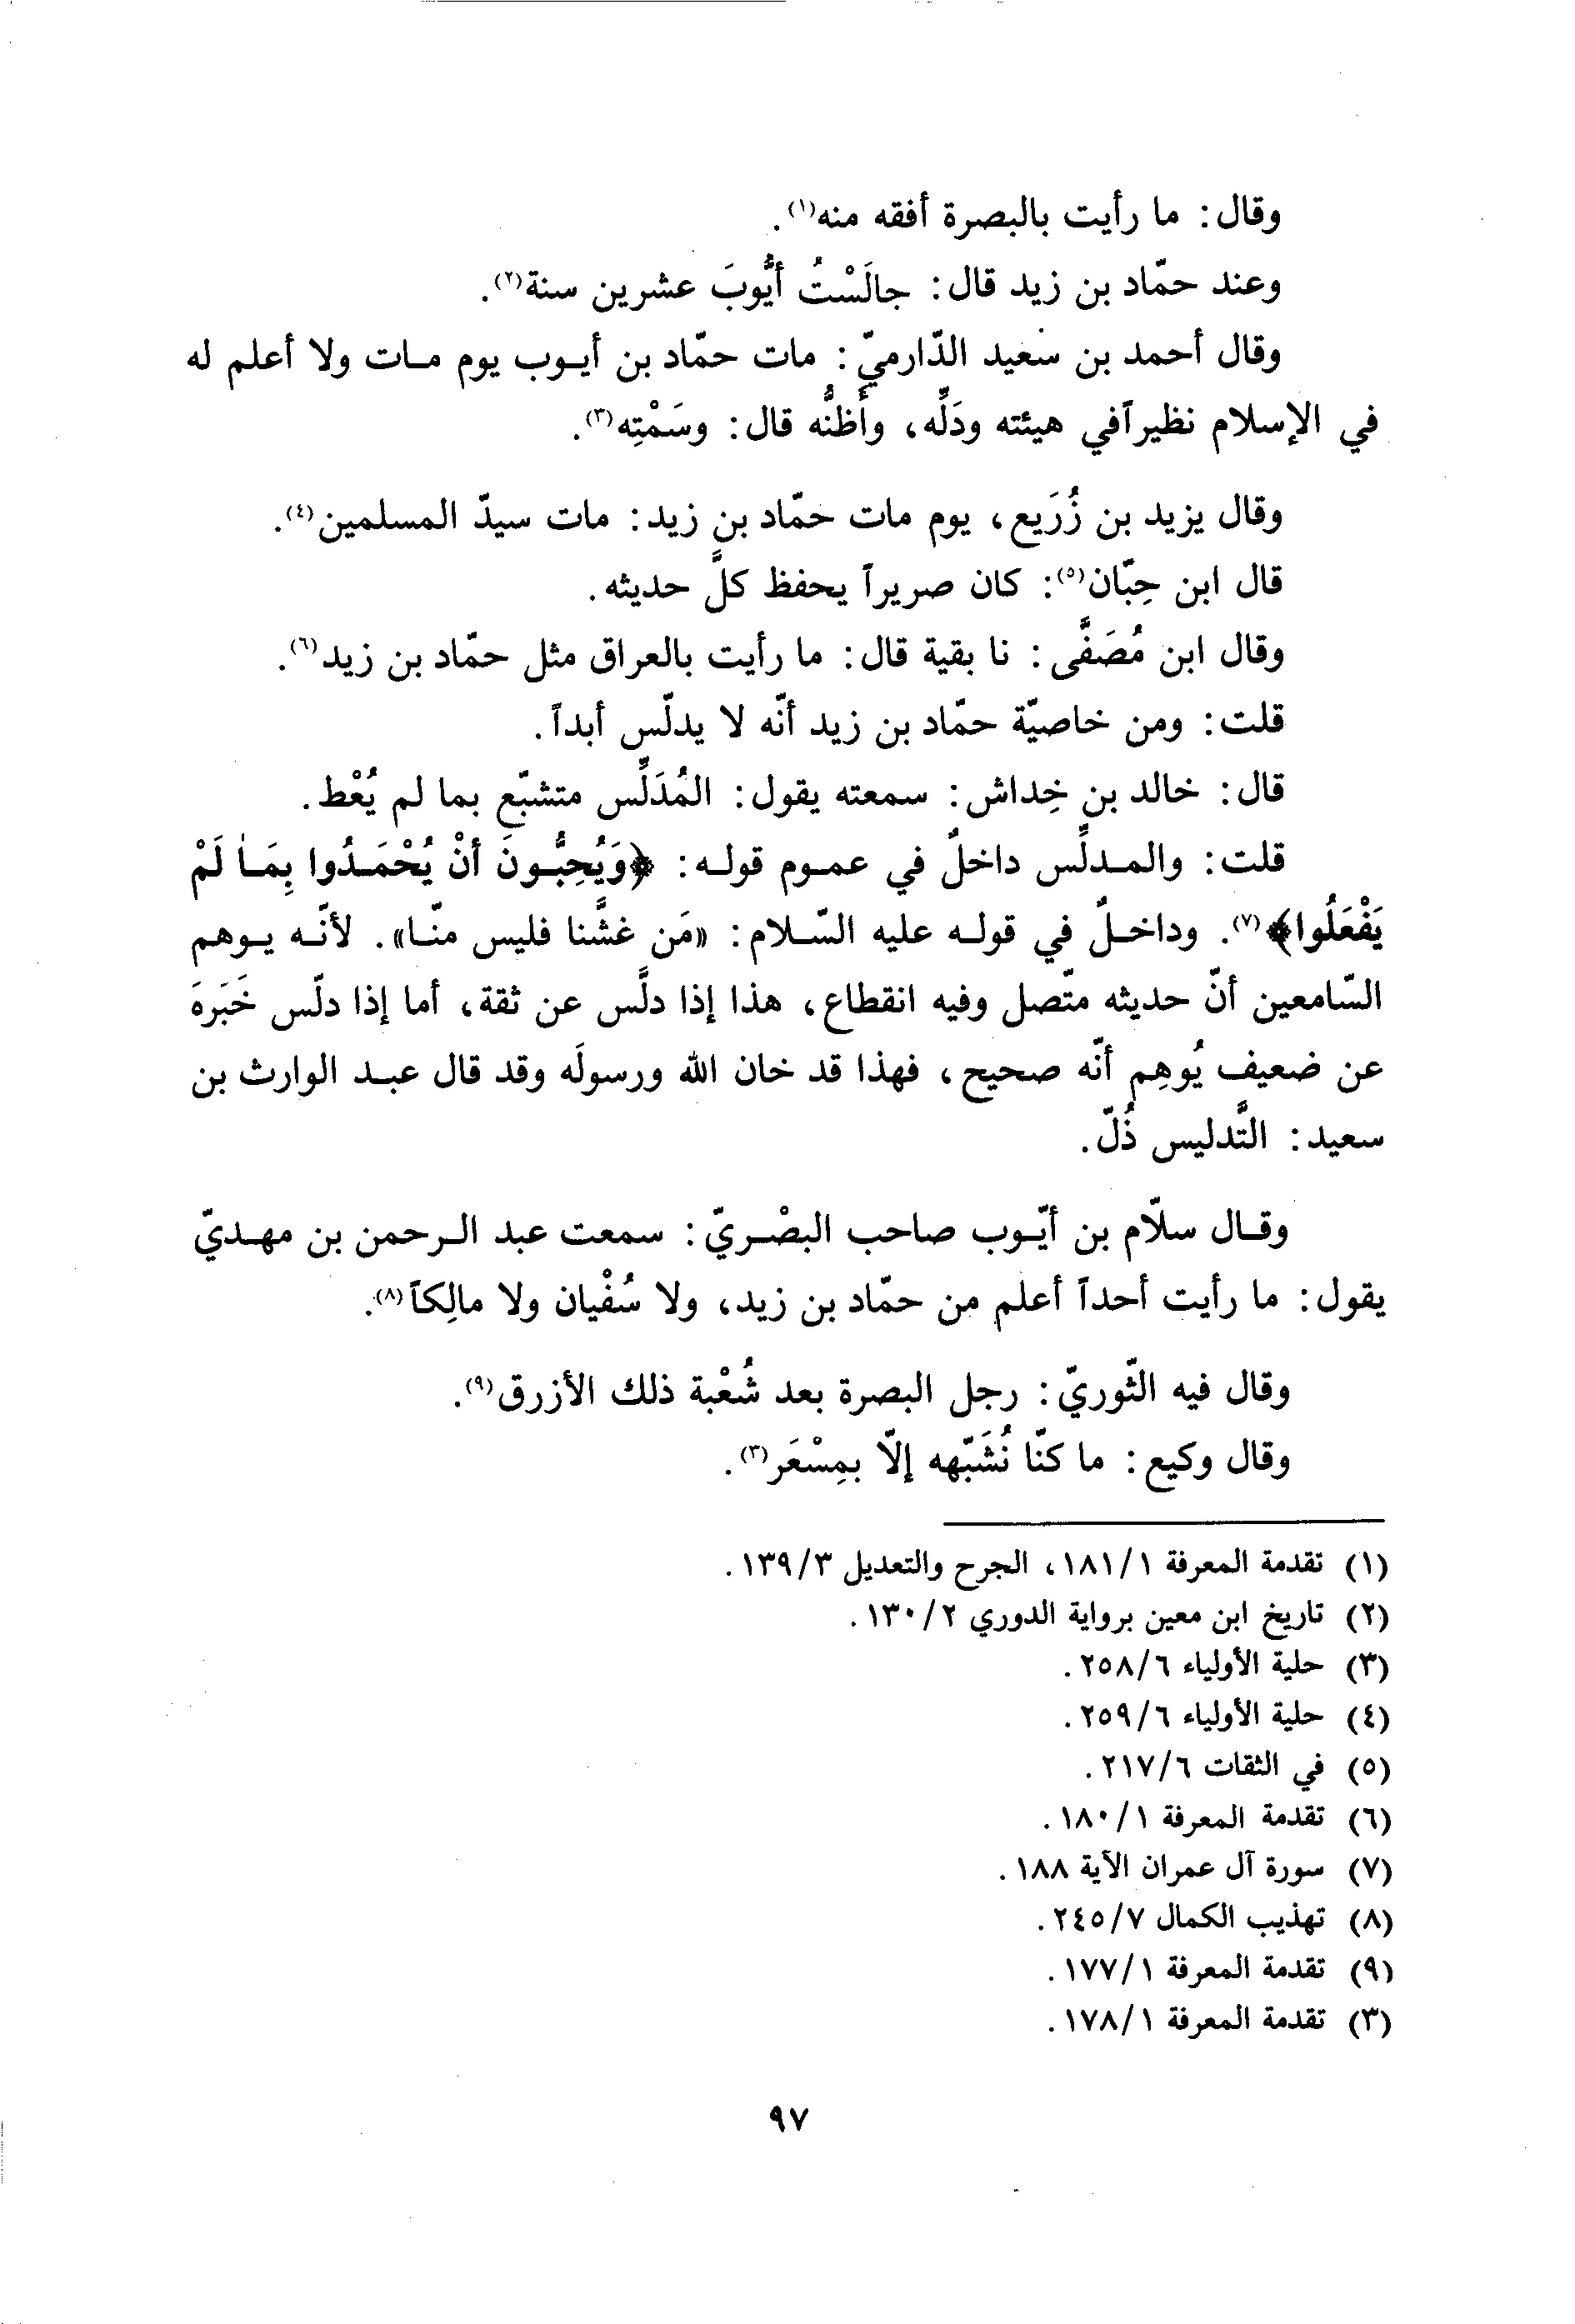 وقال: ما رأيت بالبصرة أفقه منه(١).
وعند حمّاد بن زيد قال: جالَسْتُ أيُّوبَ عشرين سنة(٢).
وقال أحمد بن سعيد الدّارميّ: مات حمّاد بن أيوب يوم مات ولا أعلم له
في الإسلام نظيراً في هيئته ودَلِّه، وأظنُّه قال: وسَمْتِه(٣).
وقال يزيد بن زُرَيع، يوم مات حمّاد بن زيد: مات سيدّ المسلمين(٤).
قال ابن حِبّان(٥): كان صريراً يحفظ كلَّ حديثه.
وقال ابن مُصَفَّى: نا بقية قال: ما رأيت بالعراق مثل حمّاد بن زيد(٦).
قلت: ومن خاصيّة حمّاد بن زيد أنّه لا يدلّس أبداً.
قال: خالد بن خِداش: سمعته يقول: المُدَلِّس متشبّع بما لم يُعْط.
قلت: والمدلِّس داخلٌ في عموم قوله: ﴿وَيُحِبُّونَ أنْ يُحْمَدُوا بِمَا لَمْ
يَفْعَلُوا﴾(٧). وداخلٌ في قوله عليه السّلام: «مَن غشَّنا فليس منّا». لأنّه يوهم
السّامعين أنّ حديثه متّصل وفيه انقطاع، هذا إذا دلَّس عن ثقة، أما إذا دلّس خَبَرهَ
عن ضعيف يُوهِم أنّه صحيح، فهذا قد خان الله ورسولَه وقد قال عبد الوارث بن
سعيد: التَّدليس ذُلّ.
وقال سلاّم بن أيّوب صاحب البصْريّ: سمعت عبد الرحمن بن مهديّ
يقول: ما رأيت أحداً أعلم من حمّاد بن زيد، ولا سُفْيان ولا مالِكاً(٨).
وقال فيه الثّوريّ: رجل البصرة بعد شُعْبة ذلك الأزرق(٩).
وقال وكيع: ما كنّا نُشَبّهه إلّا بمِسْعَر(٣).
(١) تقدمة المعرفة ١/١٨١، الجرح والتعديل ٣/١٣٩.
(٢) تاريخ ابن معين برواية الدوري ٢/١٣٠.
(٣) حلية الأولياء ٦/٢٥٨.
(٤) حلية الأولياء ٦/٢٥٩.
(٥) في الثقات ٦/٢١٧.
(٦) تقدمة المعرفة ١/١٨٠.
(٧) سورة آل عمران الآية ١٨٨.
(٨) تهذيب الكمال ٧/٢٤٥.
(٩) تقدمة المعرفة ١/١٧٧.
(٣) تقدمة المعرفة ١/١٧٨.
٩٧